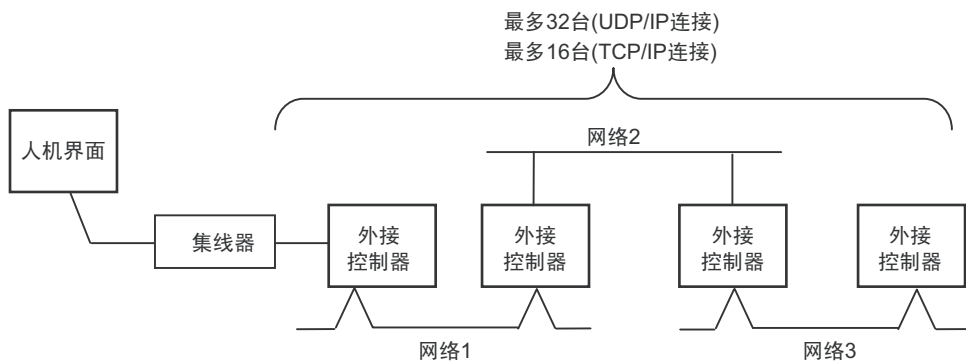 最多32台(UDP/IP连接)
最多16台(TCP/IP连接)
人机界面
网络2
集线器
外接
控制器
外接
控制器
外接
控制器
外接
控制器
网络1
网络3